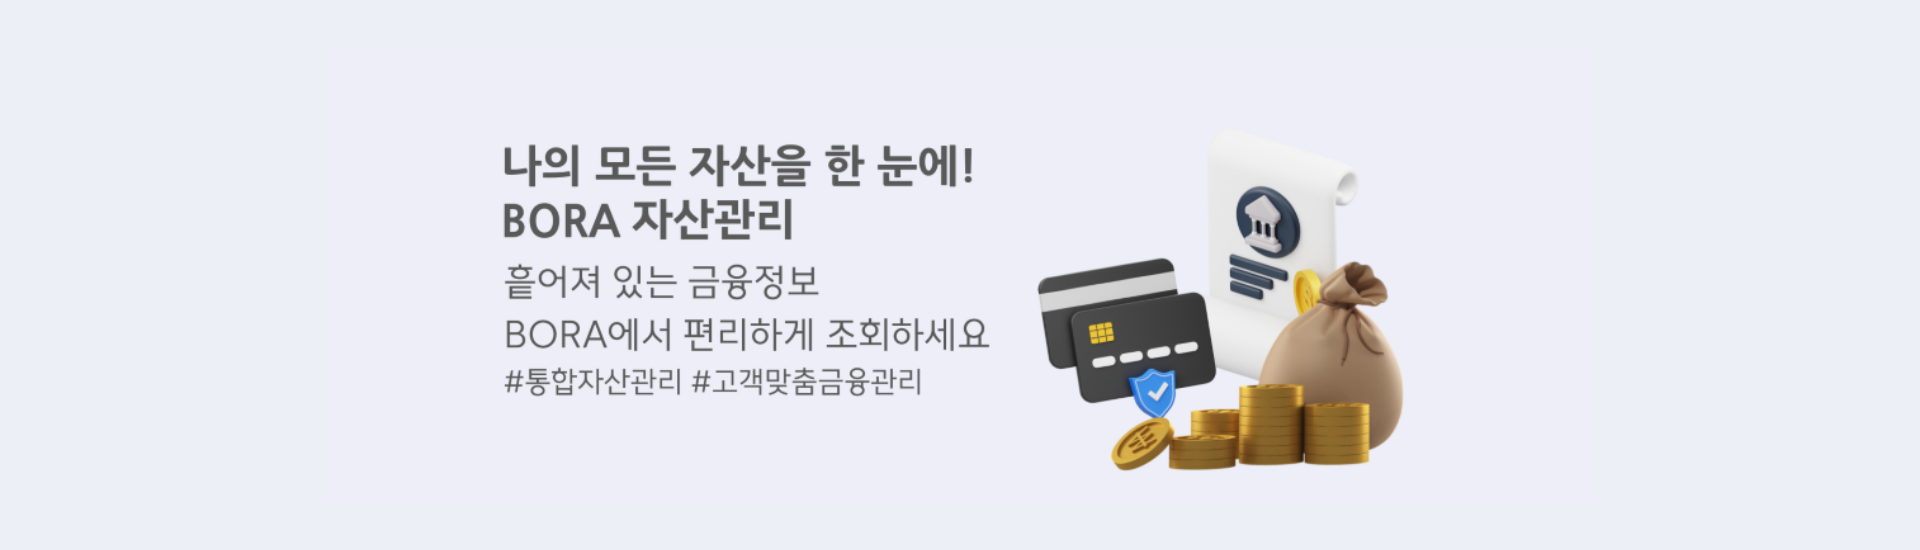 나의 모든 자산을 한 눈에!
BORA 자산관리
흩어져 있는 금융정보
BORA에서 편리하게 조회하세요
#통합자산관리 #고객맞춤금융관리